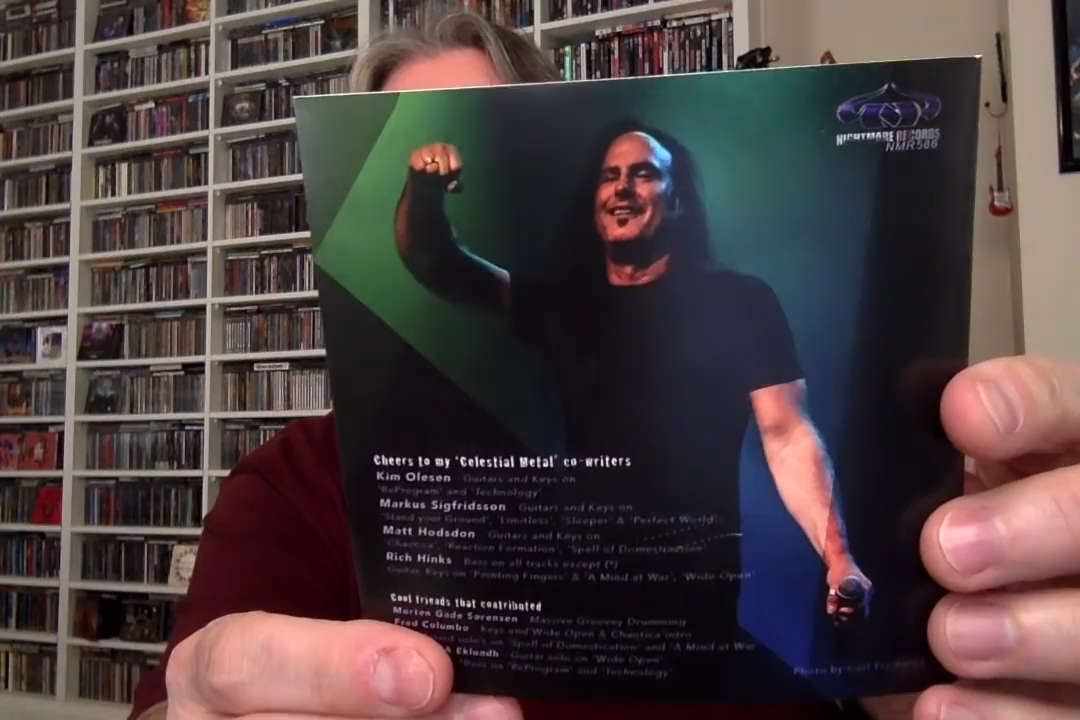 NIGHTMARE RECORDS
NMR586
Cheers to my 'Celestial Metal' co-writers
Kim Olesen Guitars and Keys on
'ReProgram' and 'Technology'
Markus Sigfridsson Guitars and Keys on
'Stand your Ground', 'Limitless', 'Sleeper' & 'Perfect World'
Matt Hodsdon Guitars and Keys on
'Chaotica', 'Reaction Formation', 'Spell of Domestication'
Rich Hinks Bass on all tracks except (*)
Guitar, Keys on 'Pointing Fingers' & 'A Mind at War', 'Wide Open'
Cool friends that contributed
Morten Gade Sørensen Massive Groovey Drumming
Fred Colombo Keys and Wide Open & Chaotica intro
and solo's on 'Spell of Domestication' and 'A Mind at War
Eklundh Guitar solo on 'Wide Open'
'Bass on 'ReProgram' and 'Technology'
Photo by